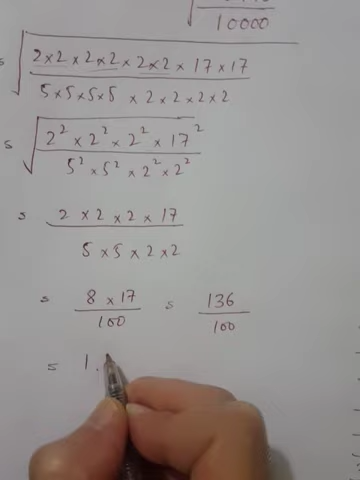 √ 10000
s √ 2×2 × 2×2 × 2×2 × 17 × 17 / 5×5×5×5 × 2×2×2×2
s √ 2² × 2² × 2² × 17² / 5² × 5² × 2² × 2²
s 2 × 2 × 2 × 17 / 5 × 5 × 2 × 2
s 8 × 17 / 100 s 136 / 100
s 1.